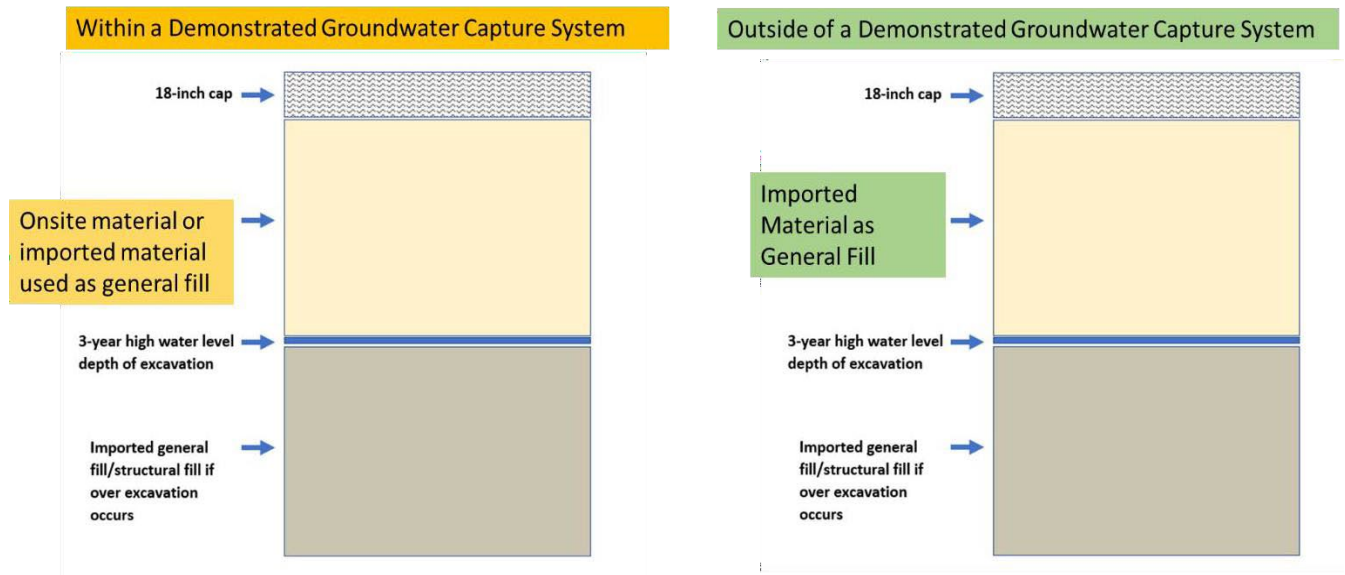 Within a Demonstrated Groundwater Capture System
18-inch cap
Onsite material or
imported material
used as general fill
3-year high water level
depth of excavation
Imported general
fill/structural fill if
over excavation
occurs
Outside of a Demonstrated Groundwater Capture System
18-inch cap
Imported
Material as
General Fill
3-year high water level
depth of excavation
Imported general
fill/structural fill if
over excavation
occurs